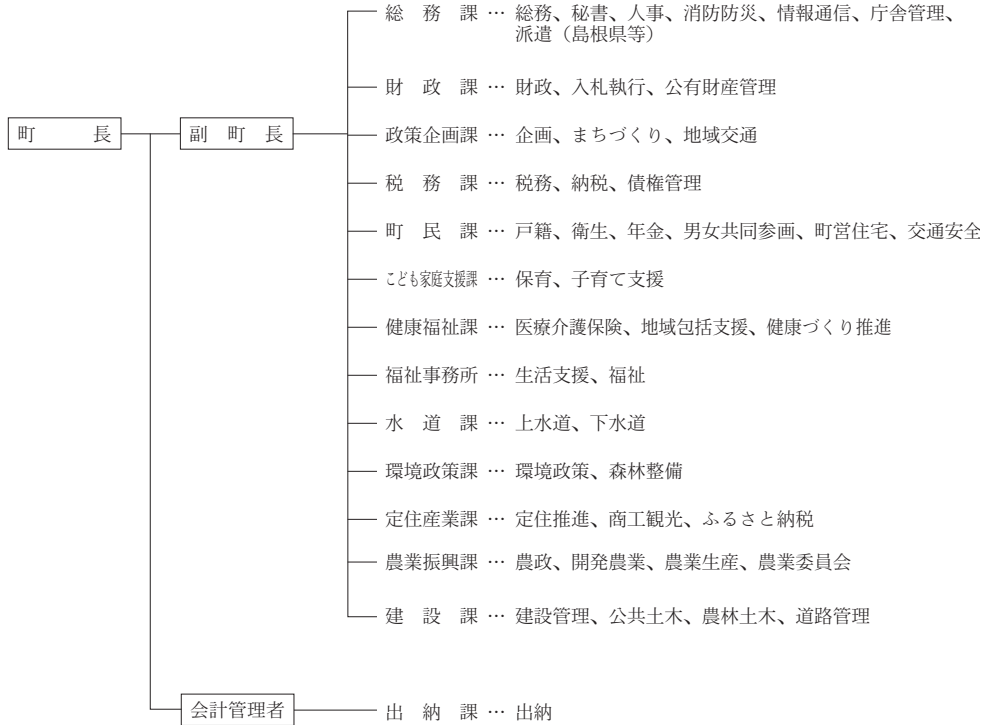 総務課 … 総務、秘書、人事、消防防災、情報通信、庁舎管理、
派遣（島根県等）
財政課 … 財政、入札執行、公有財産管理
町長
副町長
政策企画課 … 企画、まちづくり、地域交通
税務課 … 税務、納税、債権管理
町民課 … 戸籍、衛生、年金、男女共同参画、町営住宅、交通安全
こども家庭支援課 … 保育、子育て支援
健康福祉課 … 医療介護保険、地域包括支援、健康づくり推進
福祉事務所 … 生活支援、福祉
水道課 … 上水道、下水道
環境政策課 … 環境政策、森林整備
定住産業課 … 定住推進、商工観光、ふるさと納税
農業振興課 … 農政、開発農業、農業生産、農業委員会
建設課 … 建設管理、公共土木、農林土木、道路管理
会計管理者
出納課 … 出納